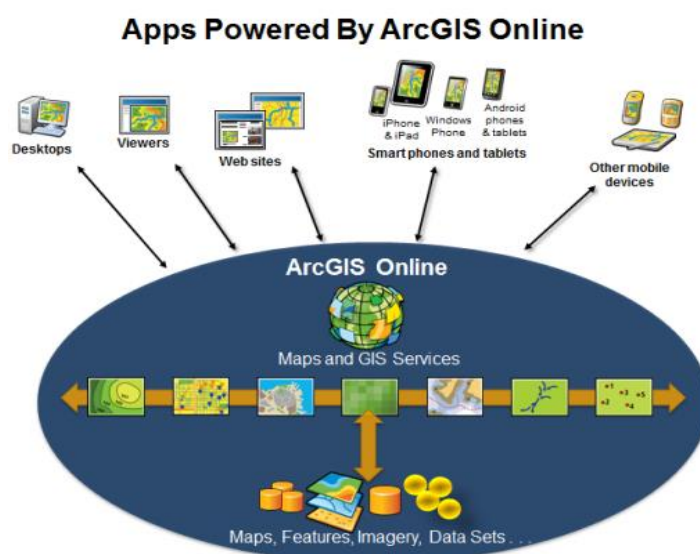 Apps Powered By ArcGIS Online
Desktops
Viewers
Web sites
iPhone
& iPad
Windows
Phone
Android
phones
& tablets
Smart phones and tablets
Other mobile
devices
ArcGIS Online
Maps and GIS Services
Maps, Features, Imagery, Data Sets . . .